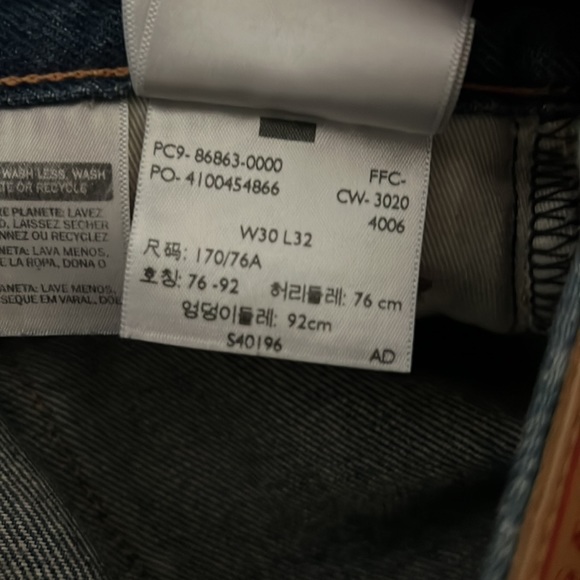 WASH LESS, WASH
TE OR RECYCLE
E PLANETE: LAVEZ
D, LAISSEZ SECHER
NNEZ OU RECYCLEZ
NETA: LAVA MENOS,
E LA ROPA, DONA O
ANETA: LAVE MENOS,
SEQUE EM VARAL, DOE
PC9- 86863-0000
PO- 4100454866
FFC-
CW- 3020
4006
W30 L32
尺码: 170/76A
호칭: 76 -92 허리둘레: 76 cm
엉덩이둘레: 92cm
S40196
AD